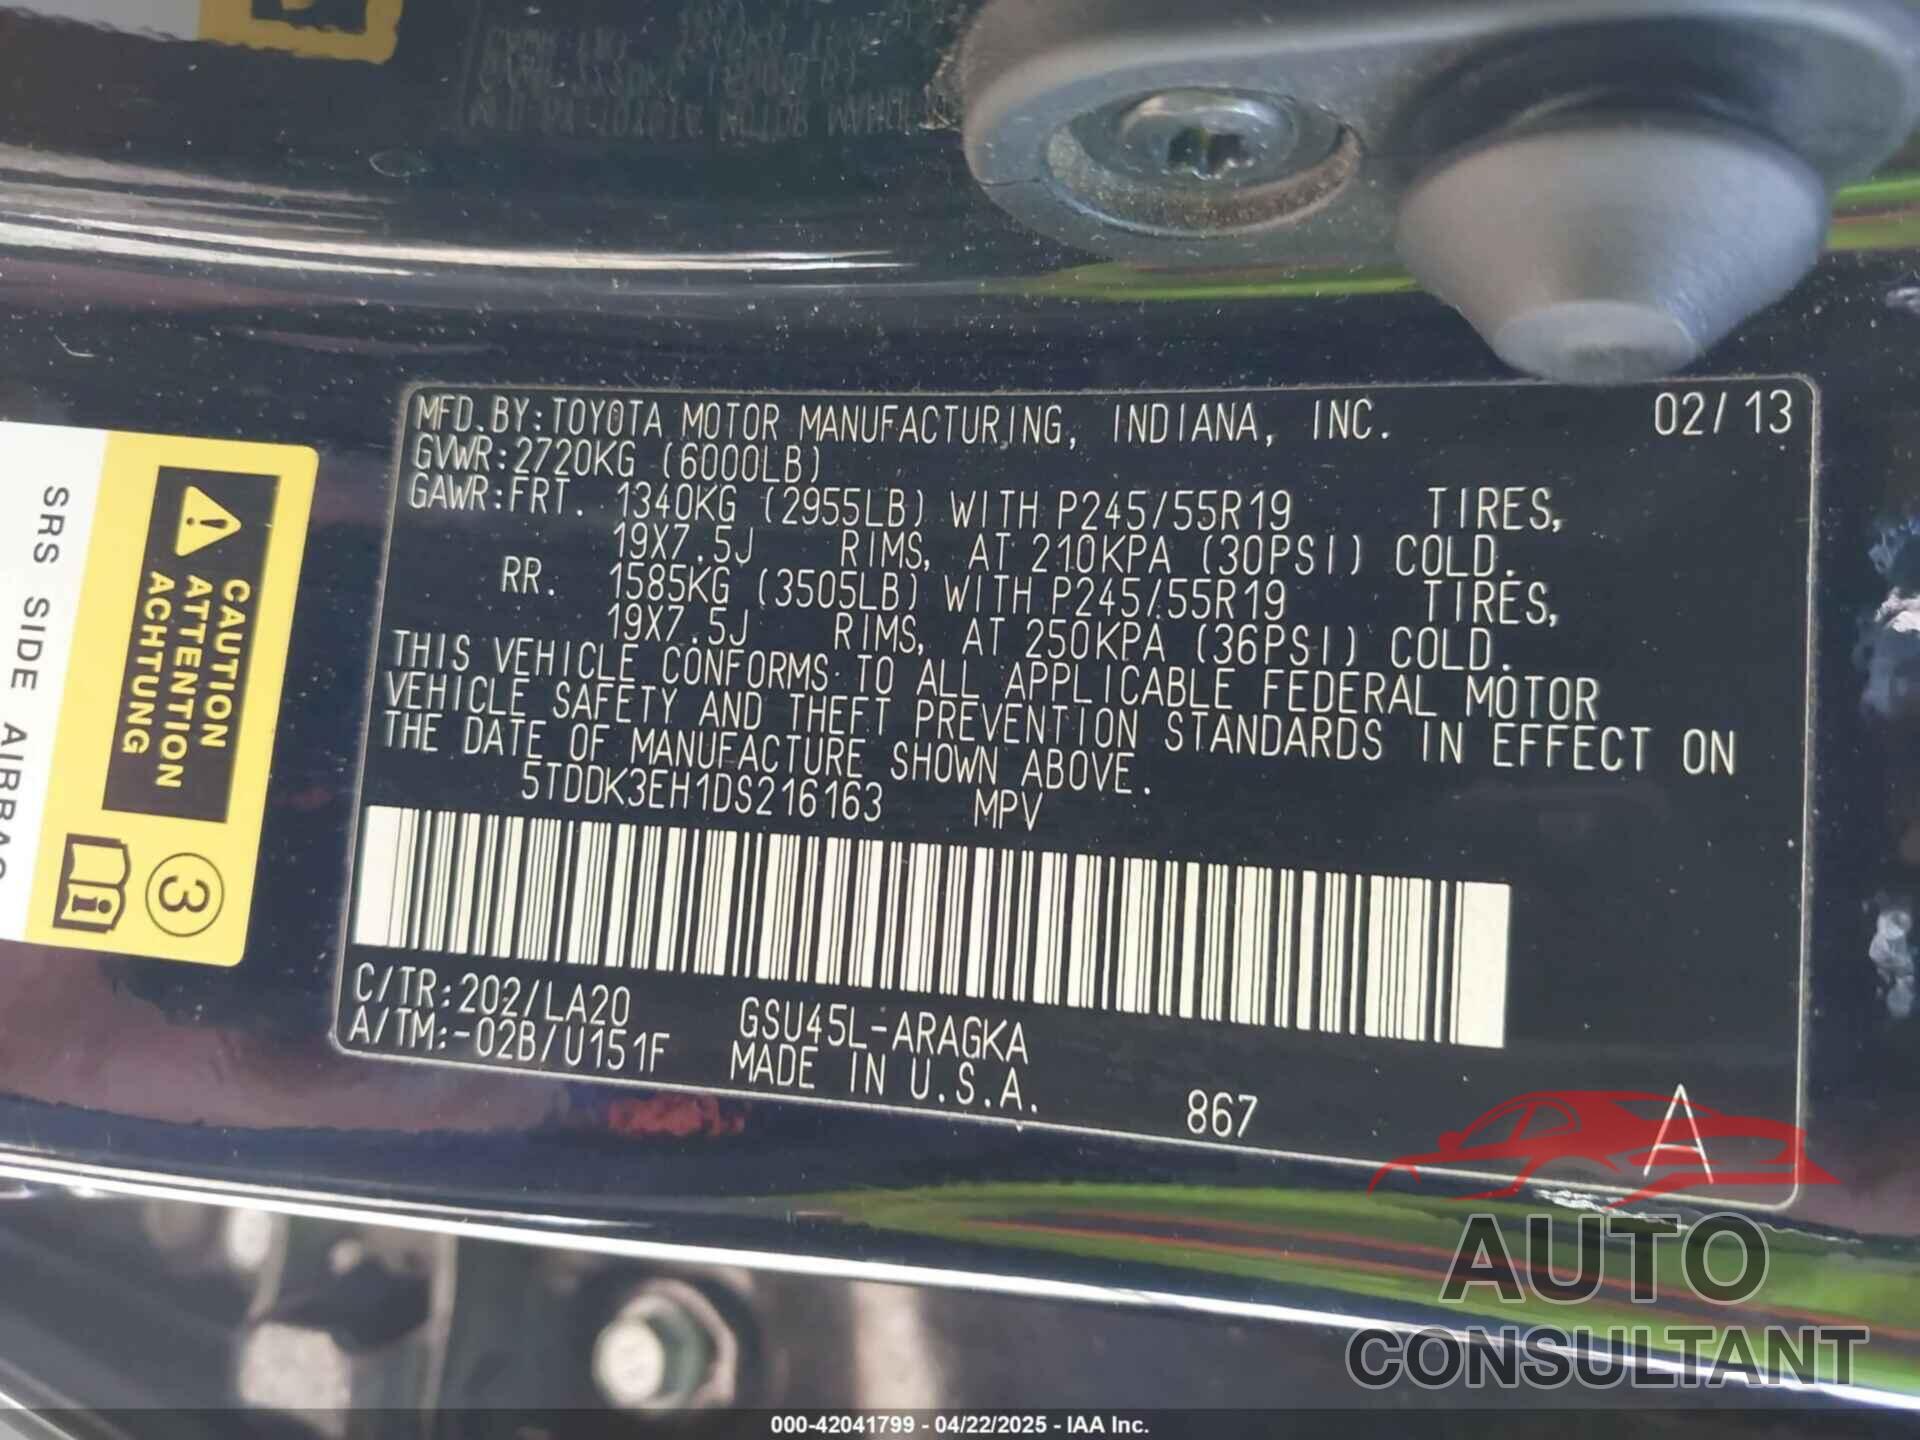 MFD.BY:TOYOTA MOTOR MANUFACTURING, INDIANA, INC. 02/13
GVWR:2720KG (6000LB)
GAWR:FRT. 1340KG (2955LB) WITH P245/55R19 TIRES,
19X7.5J RIMS, AT 210KPA (30PSI) COLD.
RR. 1585KG (3505LB) WITH P245/55R19 TIRES,
19X7.5J RIMS, AT 250KPA (36PSI) COLD.
THIS VEHICLE CONFORMS TO ALL APPLICABLE FEDERAL MOTOR
VEHICLE SAFETY AND THEFT PREVENTION STANDARDS IN EFFECT ON
THE DATE OF MANUFACTURE SHOWN ABOVE.
5TDDK3EH1DS216163 MPV
C/TR:202/LA20 GSU45L-ARAGKA
A/TM:-02B/U151F MADE IN U.S.A.
867 A
SRS SIDE AIRBAG
CAUTION
ATTENTION
ACHTUNG
3
AUTO
CONSULTANT
000-42041799 - 04/22/2025 - IAA Inc.